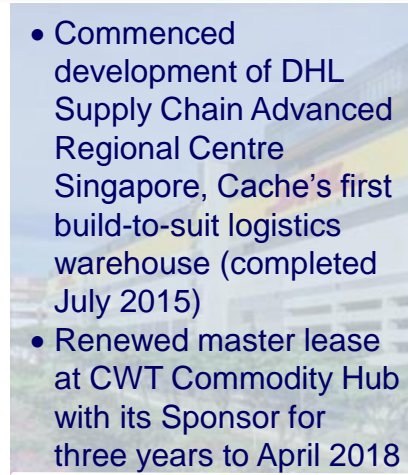 • Commenced
development of DHL
Supply Chain Advanced
Regional Centre
Singapore, Cache's first
build-to-suit logistics
warehouse (completed
July 2015)
• Renewed master lease
at CWT Commodity Hub
with its Sponsor for
three years to April 2018